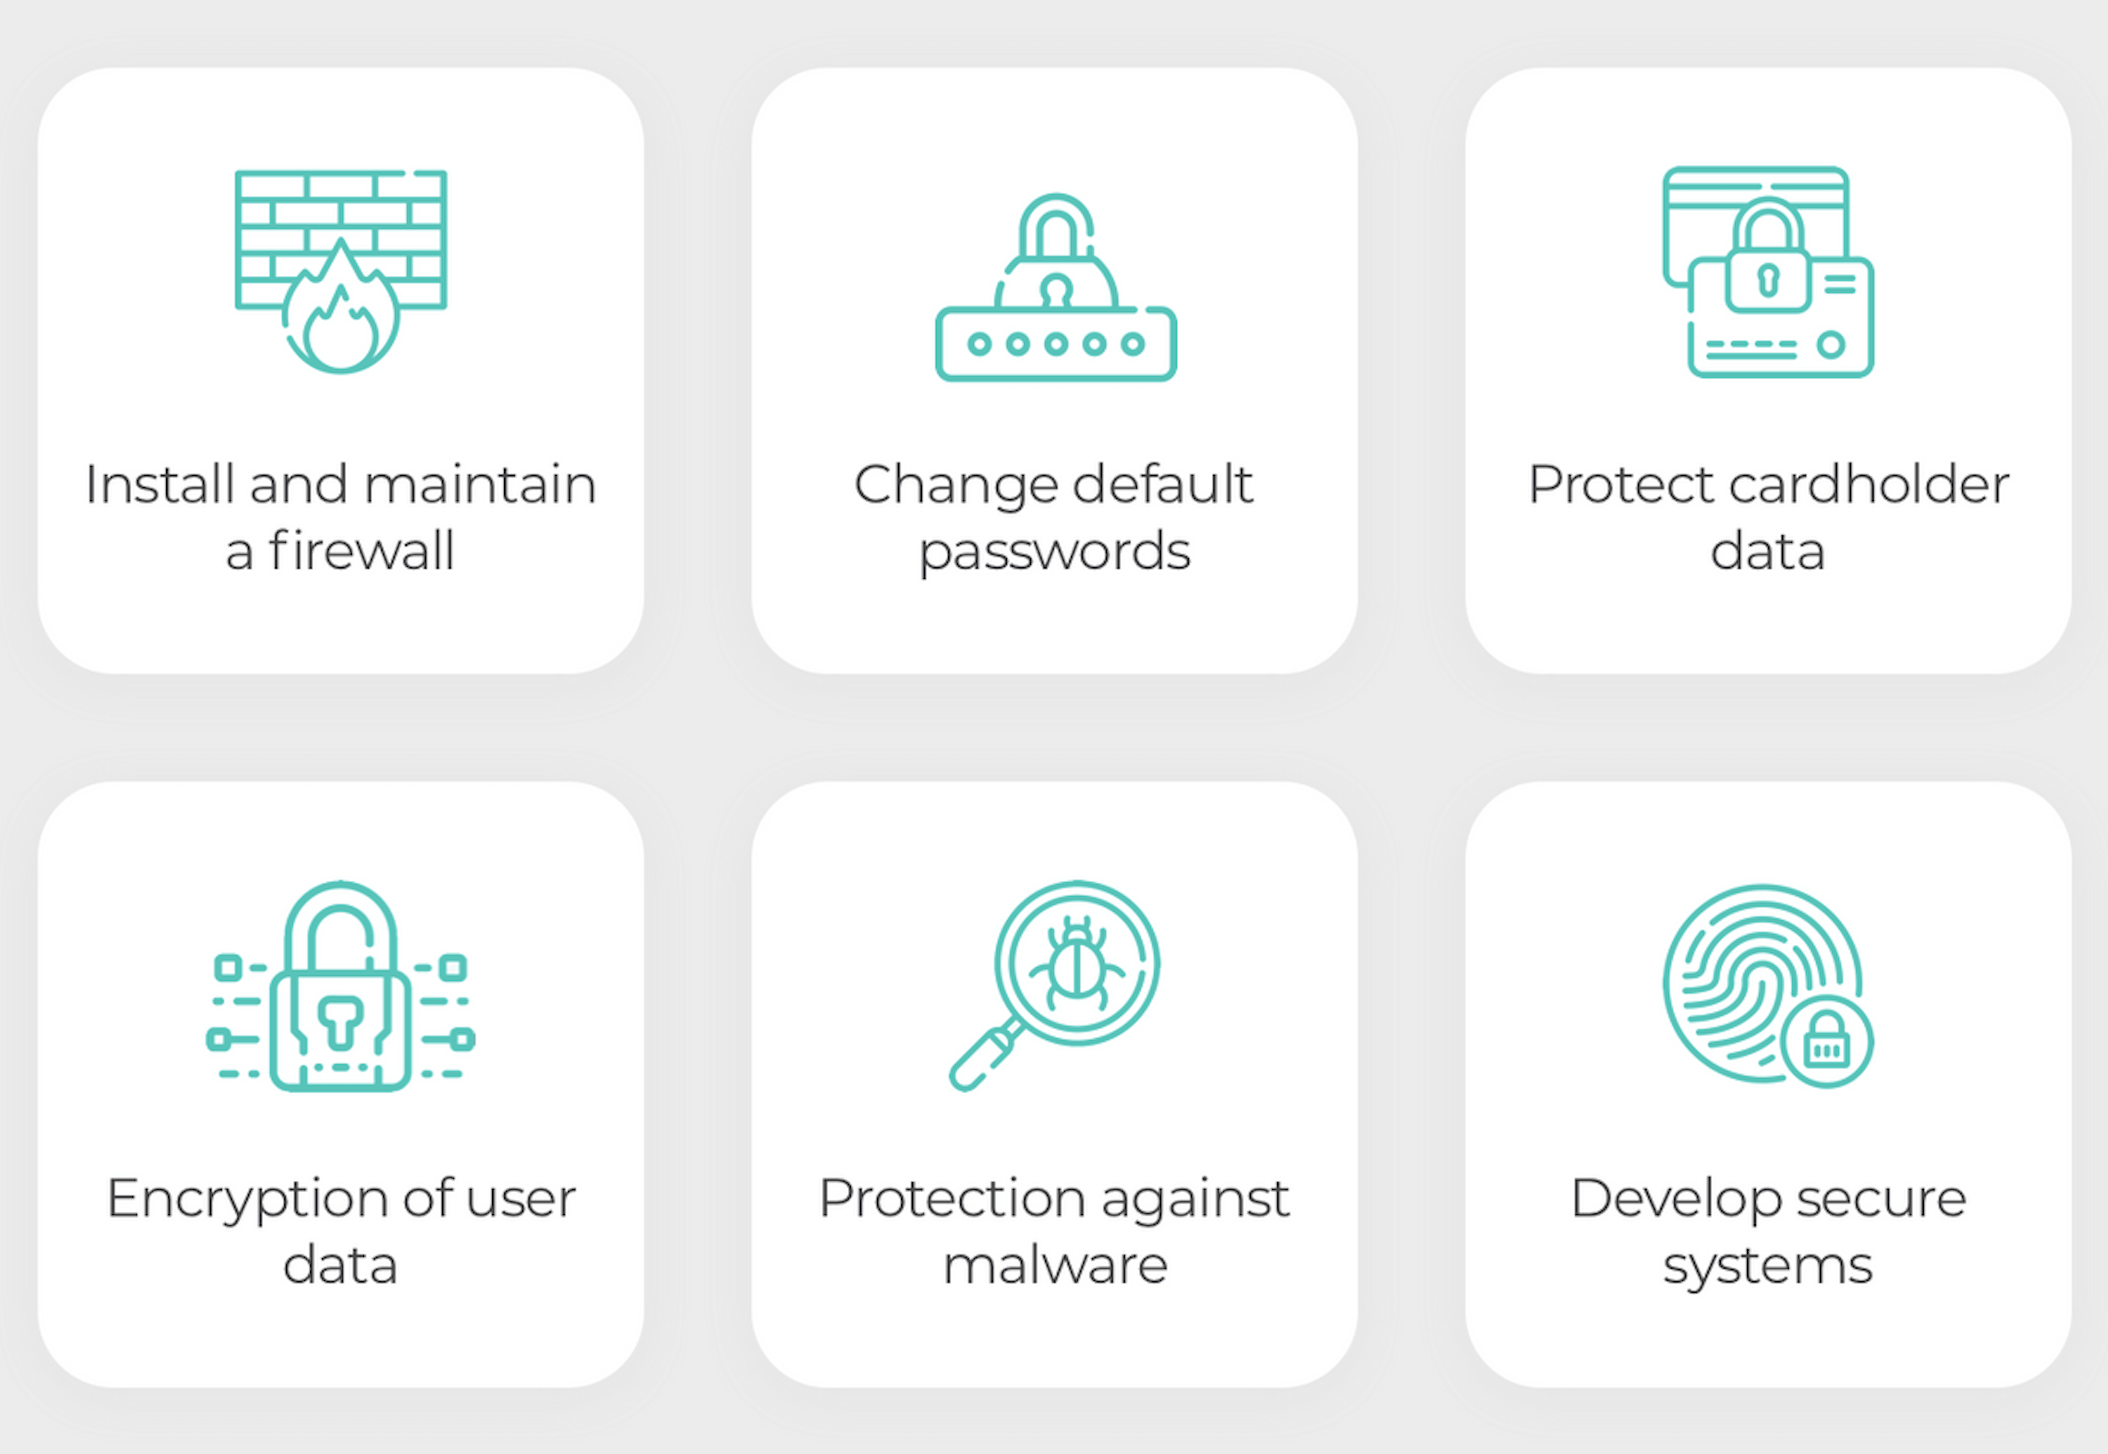 Install and maintain
a firewall
Change default
passwords
Protect cardholder
data
Encryption of user
data
Protection against
malware
Develop secure
systems